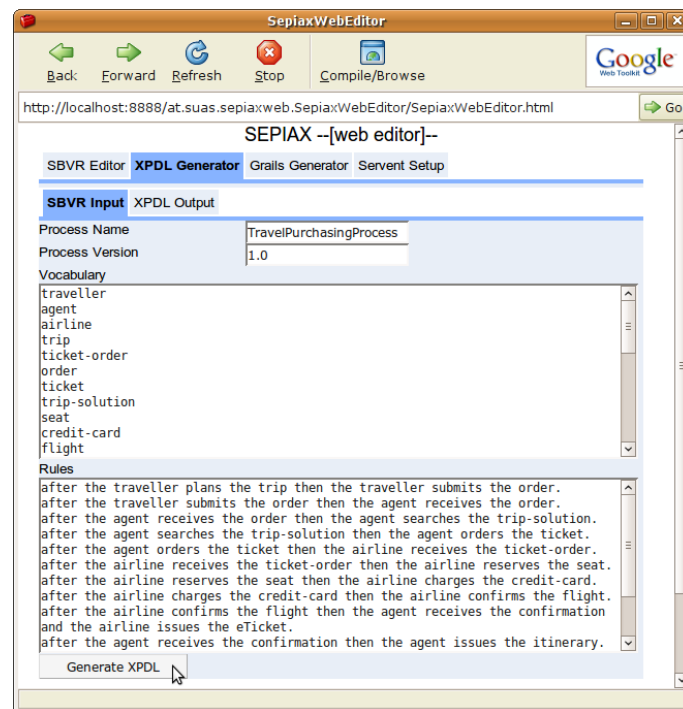 SepiaxWebEditor
Back Forward Refresh Stop Compile/Browse
Google
Web Toolkit
http://localhost:8888/at.suas.sepiaxweb.SepiaxWebEditor/SepiaxWebEditor.html Go
SEPIAX --[web editor]--
SBVR Editor XPDL Generator Grails Generator Servent Setup
SBVR Input XPDL Output
Process Name TravelPurchasingProcess
Process Version 1.0
Vocabulary
traveller
agent
airline
trip
ticket-order
order
ticket
trip-solution
seat
credit-card
flight
Rules
after the traveller plans the trip then the traveller submits the order.
after the traveller submits the order then the agent receives the order.
after the agent receives the order then the agent searches the trip-solution.
after the agent searches the trip-solution then the agent orders the ticket.
after the agent orders the ticket then the airline receives the ticket-order.
after the airline receives the ticket-order then the airline reserves the seat.
after the airline reserves the seat then the airline charges the credit-card.
after the airline charges the credit-card then the airline confirms the flight.
after the airline confirms the flight then the agent receives the confirmation
and the airline issues the eTicket.
after the agent receives the confirmation then the agent issues the itinerary.
Generate XPDL